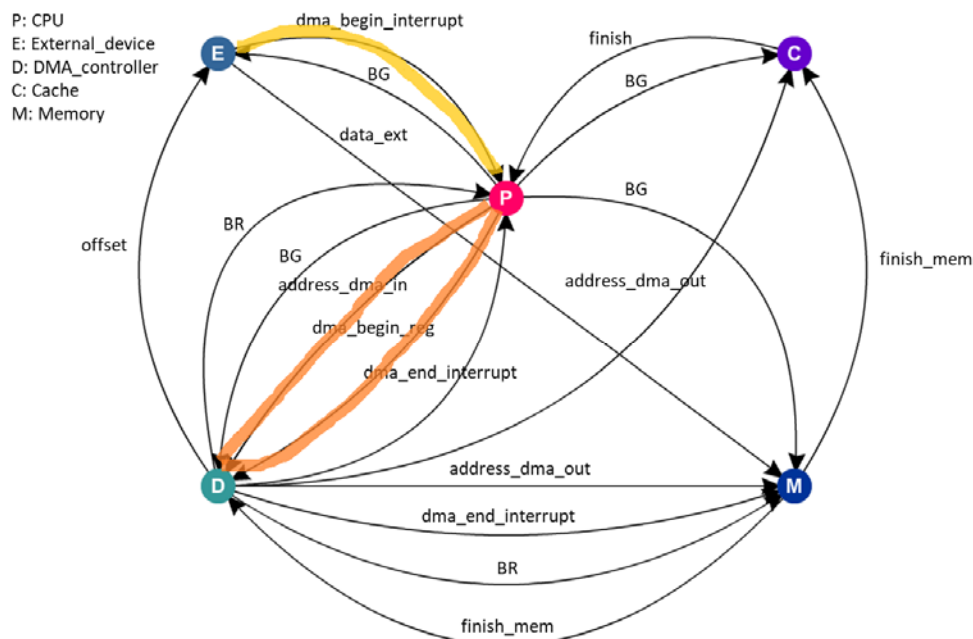 P: CPU
E: External_device
D: DMA_controller
C: Cache
M: Memory
dma_begin_interrupt
finish
E
C
BG
BG
data_ext
P
BG
BR
offset
BG
finish_mem
address_dma_in
address_dma_out
dma_begin_reg
dma_end_interrupt
address_dma_out
D
M
dma_end_interrupt
BR
finish_mem